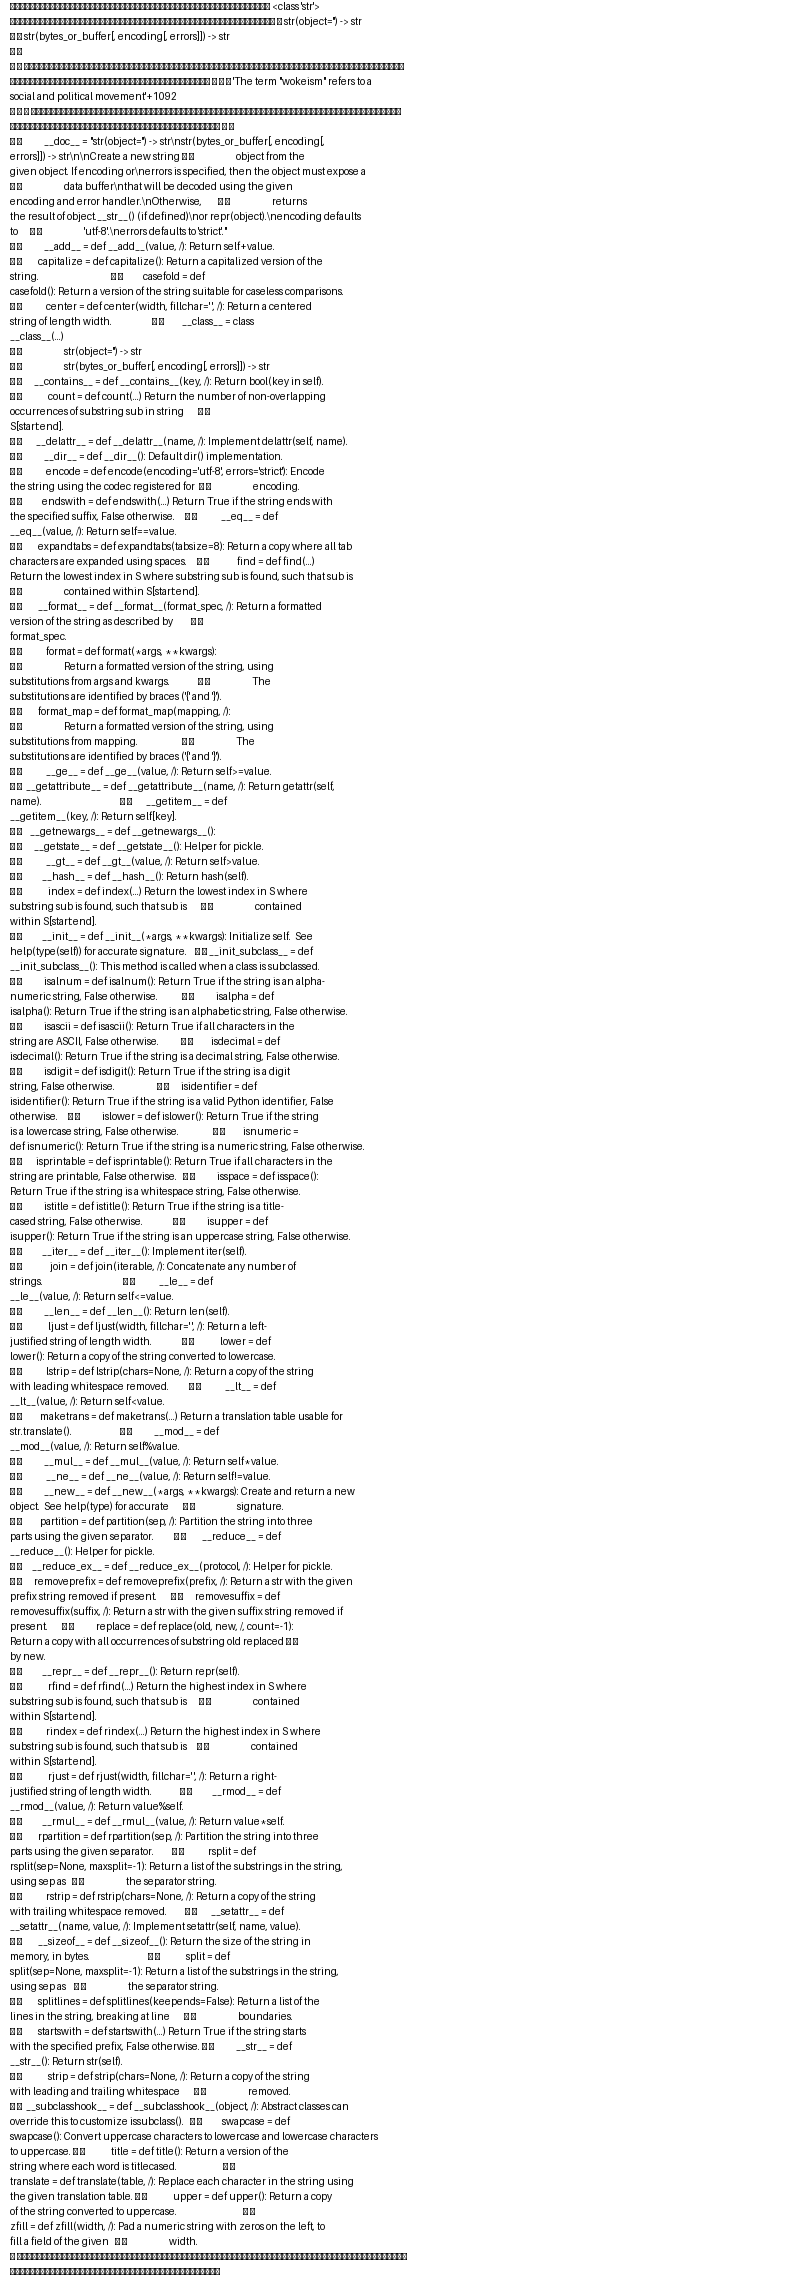 <class 'str'>
str(object='') -> str
str(bytes_or_buffer[, encoding[, errors]]) -> str
'The term "wokeism" refers to a
social and political movement'+1092
__doc__ = "str(object='') -> str\nstr(bytes_or_buffer[, encoding[,
errors]]) -> str\n\nCreate a new string object from the
given object. If encoding or\nerrors is specified, then the object must expose a
data buffer\nthat will be decoded using the given
encoding and error handler.\nOtherwise, returns
the result of object.__str__() (if defined)\nor repr(object).\nencoding defaults
to 'utf-8'.\nerrors defaults to 'strict'."
__add__ = def __add__(value, /): Return self+value.
capitalize = def capitalize(): Return a capitalized version of the
string. casefold = def
casefold(): Return a version of the string suitable for caseless comparisons.
center = def center(width, fillchar=' ', /): Return a centered
string of length width. __class__ = class
__class__(...)
str(object='') -> str
str(bytes_or_buffer[, encoding[, errors]]) -> str
__contains__ = def __contains__(key, /): Return bool(key in self).
count = def count(...) Return the number of non-overlapping
occurrences of substring sub in string
S[start:end].
__delattr__ = def __delattr__(name, /): Implement delattr(self, name).
__dir__ = def __dir__(): Default dir() implementation.
encode = def encode(encoding='utf-8', errors='strict'): Encode
the string using the codec registered for encoding.
endswith = def endswith(...) Return True if the string ends with
the specified suffix, False otherwise. __eq__ = def
__eq__(value, /): Return self==value.
expandtabs = def expandtabs(tabsize=8): Return a copy where all tab
characters are expanded using spaces. find = def find(...)
Return the lowest index in S where substring sub is found, such that sub is
contained within S[start:end].
__format__ = def __format__(format_spec, /): Return a formatted
version of the string as described by
format_spec.
format = def format(*args, **kwargs):
Return a formatted version of the string, using
substitutions from args and kwargs. The
substitutions are identified by braces ('{' and '}').
format_map = def format_map(mapping, /):
Return a formatted version of the string, using
substitutions from mapping. The
substitutions are identified by braces ('{' and '}').
__ge__ = def __ge__(value, /): Return self>=value.
__getattribute__ = def __getattribute__(name, /): Return getattr(self,
name). __getitem__ = def
__getitem__(key, /): Return self[key].
__getnewargs__ = def __getnewargs__():
__getstate__ = def __getstate__(): Helper for pickle.
__gt__ = def __gt__(value, /): Return self>value.
__hash__ = def __hash__(): Return hash(self).
index = def index(...) Return the lowest index in S where
substring sub is found, such that sub is contained
within S[start:end].
__init__ = def __init__(*args, **kwargs): Initialize self.  See
help(type(self)) for accurate signature. __init_subclass__ = def
__init_subclass__(): This method is called when a class is subclassed.
isalnum = def isalnum(): Return True if the string is an alpha-
numeric string, False otherwise. isalpha = def
isalpha(): Return True if the string is an alphabetic string, False otherwise.
isascii = def isascii(): Return True if all characters in the
string are ASCII, False otherwise. isdecimal = def
isdecimal(): Return True if the string is a decimal string, False otherwise.
isdigit = def isdigit(): Return True if the string is a digit
string, False otherwise. isidentifier = def
isidentifier(): Return True if the string is a valid Python identifier, False
otherwise. islower = def islower(): Return True if the string
is a lowercase string, False otherwise. isnumeric =
def isnumeric(): Return True if the string is a numeric string, False otherwise.
isprintable = def isprintable(): Return True if all characters in the
string are printable, False otherwise. isspace = def isspace():
Return True if the string is a whitespace string, False otherwise.
istitle = def istitle(): Return True if the string is a title-
cased string, False otherwise. isupper = def
isupper(): Return True if the string is an uppercase string, False otherwise.
__iter__ = def __iter__(): Implement iter(self).
join = def join(iterable, /): Concatenate any number of
strings. __le__ = def
__le__(value, /): Return self<=value.
__len__ = def __len__(): Return len(self).
ljust = def ljust(width, fillchar=' ', /): Return a left-
justified string of length width. lower = def
lower(): Return a copy of the string converted to lowercase.
lstrip = def lstrip(chars=None, /): Return a copy of the string
with leading whitespace removed. __lt__ = def
__lt__(value, /): Return self<value.
maketrans = def maketrans(...) Return a translation table usable for
str.translate(). __mod__ = def
__mod__(value, /): Return self%value.
__mul__ = def __mul__(value, /): Return self*value.
__ne__ = def __ne__(value, /): Return self!=value.
__new__ = def __new__(*args, **kwargs): Create and return a new
object.  See help(type) for accurate signature.
partition = def partition(sep, /): Partition the string into three
parts using the given separator. __reduce__ = def
__reduce__(): Helper for pickle.
__reduce_ex__ = def __reduce_ex__(protocol, /): Helper for pickle.
removeprefix = def removeprefix(prefix, /): Return a str with the given
prefix string removed if present. removesuffix = def
removesuffix(suffix, /): Return a str with the given suffix string removed if
present. replace = def replace(old, new, /, count=-1):
Return a copy with all occurrences of substring old replaced
by new.
__repr__ = def __repr__(): Return repr(self).
rfind = def rfind(...) Return the highest index in S where
substring sub is found, such that sub is contained
within S[start:end].
rindex = def rindex(...) Return the highest index in S where
substring sub is found, such that sub is contained
within S[start:end].
rjust = def rjust(width, fillchar=' ', /): Return a right-
justified string of length width. __rmod__ = def
__rmod__(value, /): Return value%self.
__rmul__ = def __rmul__(value, /): Return value*self.
rpartition = def rpartition(sep, /): Partition the string into three
parts using the given separator. rsplit = def
rsplit(sep=None, maxsplit=-1): Return a list of the substrings in the string,
using sep as the separator string.
rstrip = def rstrip(chars=None, /): Return a copy of the string
with trailing whitespace removed. __setattr__ = def
__setattr__(name, value, /): Implement setattr(self, name, value).
__sizeof__ = def __sizeof__(): Return the size of the string in
memory, in bytes. split = def
split(sep=None, maxsplit=-1): Return a list of the substrings in the string,
using sep as the separator string.
splitlines = def splitlines(keepends=False): Return a list of the
lines in the string, breaking at line boundaries.
startswith = def startswith(...) Return True if the string starts
with the specified prefix, False otherwise. __str__ = def
__str__(): Return str(self).
strip = def strip(chars=None, /): Return a copy of the string
with leading and trailing whitespace removed.
__subclasshook__ = def __subclasshook__(object, /): Abstract classes can
override this to customize issubclass(). swapcase = def
swapcase(): Convert uppercase characters to lowercase and lowercase characters
to uppercase. title = def title(): Return a version of the
string where each word is titlecased.
translate = def translate(table, /): Replace each character in the string using
the given translation table. upper = def upper(): Return a copy
of the string converted to uppercase.
zfill = def zfill(width, /): Pad a numeric string with zeros on the left, to
fill a field of the given width.